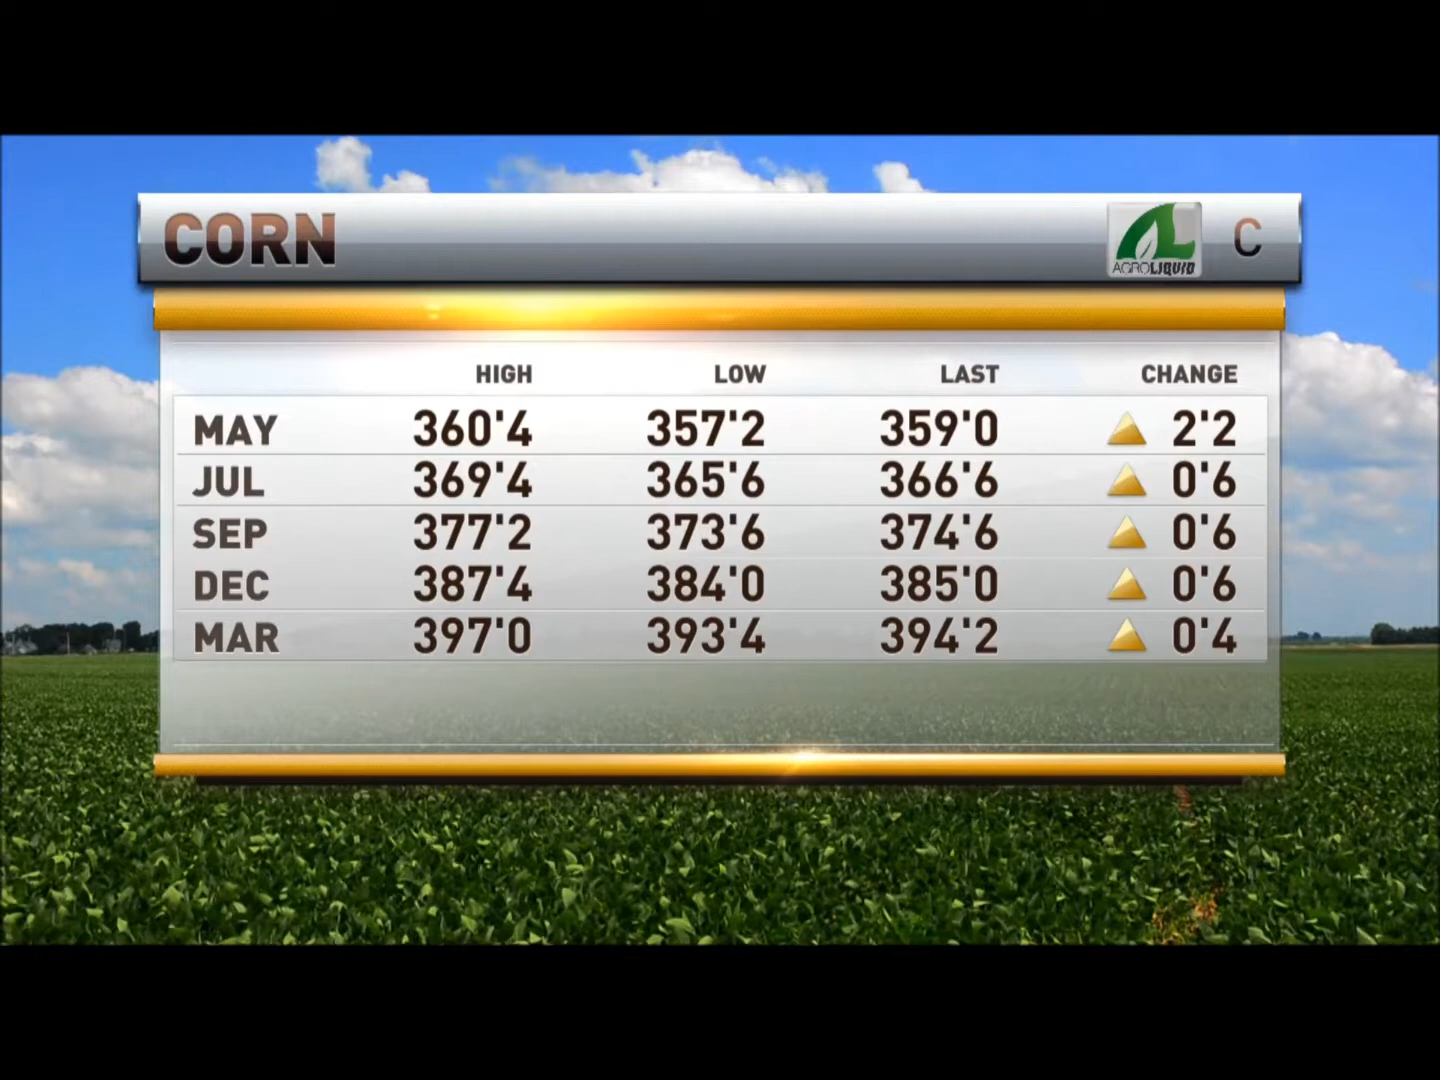 CORN
AGROLIQUID
C
HIGH LOW LAST CHANGE
MAY 360'4 357'2 359'0 2'2
JUL 369'4 365'6 366'6 0'6
SEP 377'2 373'6 374'6 0'6
DEC 387'4 384'0 385'0 0'6
MAR 397'0 393'4 394'2 0'4